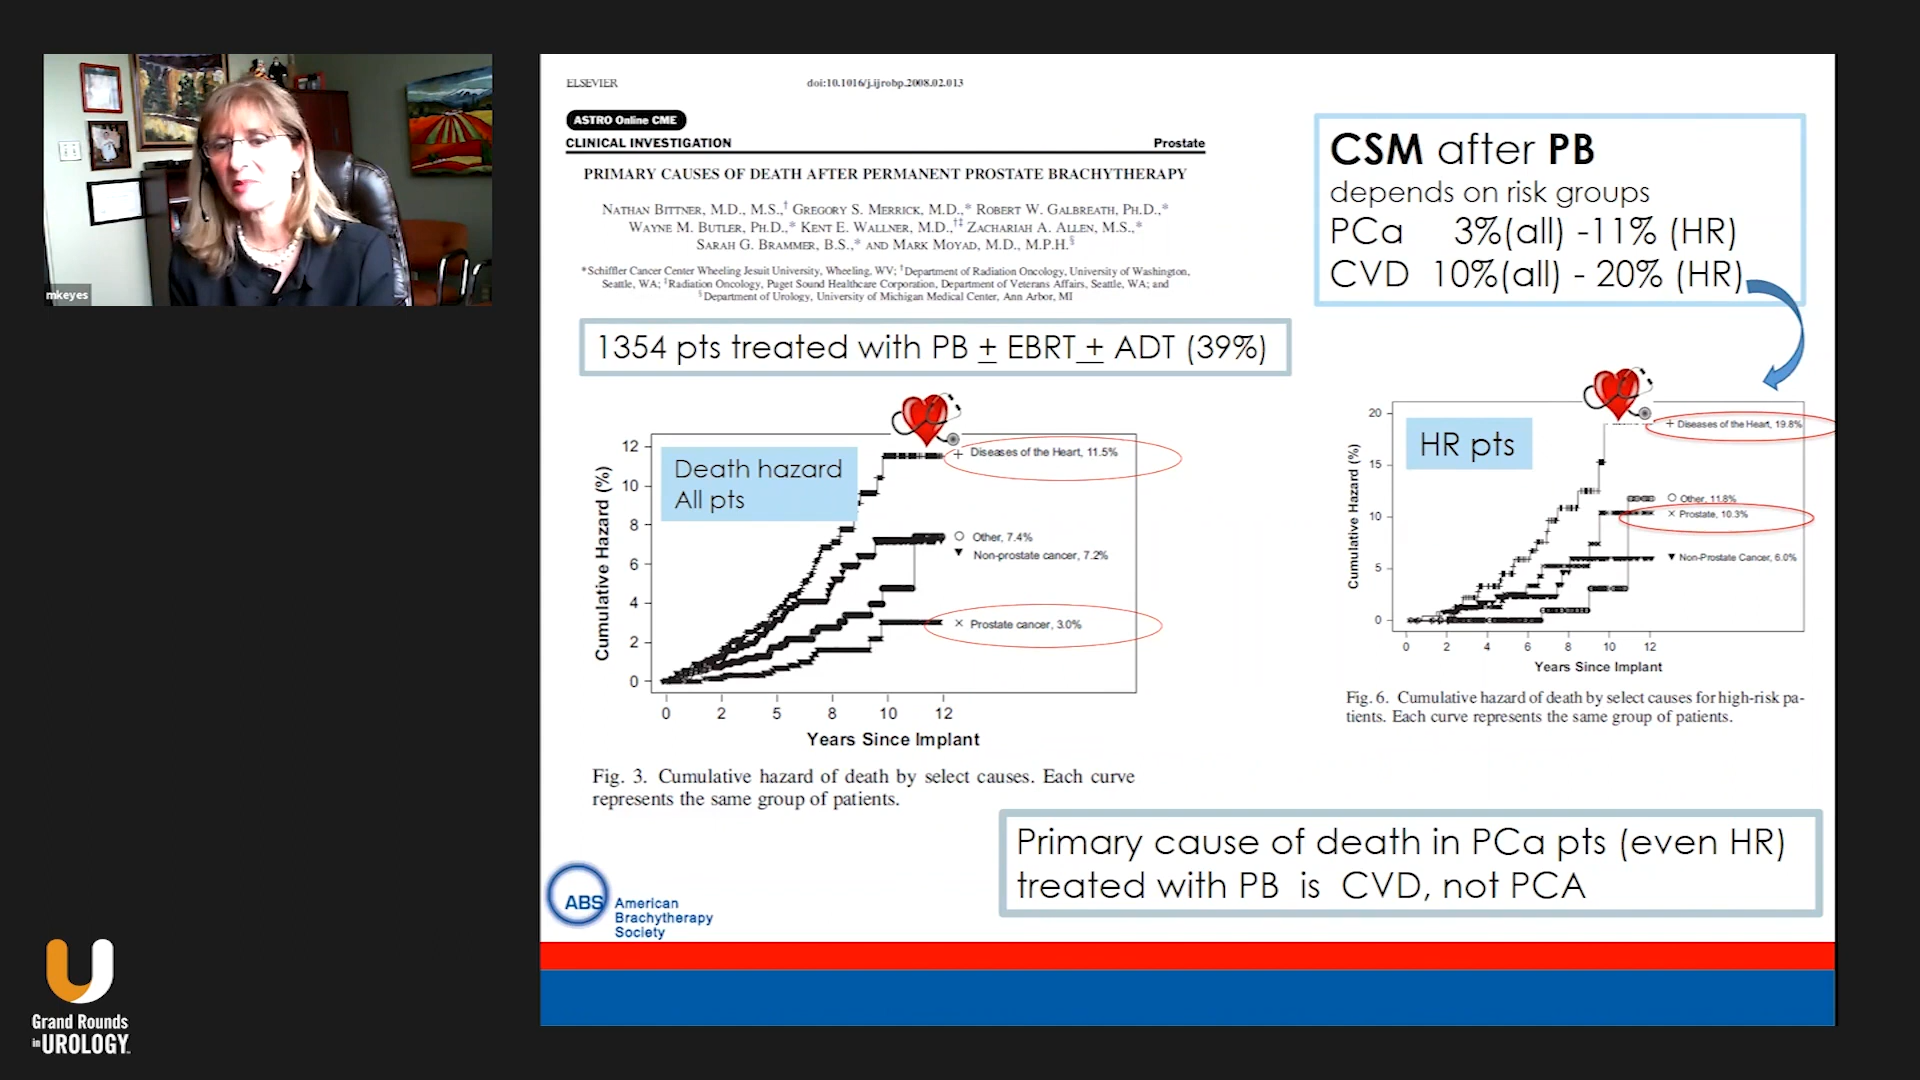 mkeyes
ELSEVIER
doi:10.1016/j.ijrobp.2008.02.013
ASTRO Online CME
CLINICAL INVESTIGATION
Prostate
PRIMARY CAUSES OF DEATH AFTER PERMANENT PROSTATE BRACHYTHERAPY
NATHAN BITTNER, M.D., M.S.,† GREGORY S. MERRICK, M.D.,* ROBERT W. GALBREATH, PH.D.,*
WAYNE M. BUTLER, PH.D.,* KENT E. WALLNER, M.D.,†‡ ZACHARIAH A. ALLEN, M.S.,*
SARAH G. BRAMMER, B.S.,* AND MARK MOYAD, M.D., M.P.H.§
*Schiffler Cancer Center Wheeling Jesuit University, Wheeling, WV; †Department of Radiation Oncology, University of Washington,
Seattle, WA; ‡Radiation Oncology, Puget Sound Healthcare Corporation, Department of Veterans Affairs, Seattle, WA; and
§Department of Urology, University of Michigan Medical Center, Ann Arbor, MI
CSM after PB
depends on risk groups
PCa 3%(all) -11% (HR)
CVD 10%(all) - 20% (HR)
1354 pts treated with PB ± EBRT ± ADT (39%)
Death hazard
All pts
Cumulative Hazard (%)
12
10
8
6
4
2
0
Diseases of the Heart, 11.5%
Other, 7.4%
Non-prostate cancer, 7.2%
Prostate cancer, 3.0%
0 2 5 8 10 12
Years Since Implant
Fig. 3. Cumulative hazard of death by select causes. Each curve
represents the same group of patients.
HR pts
Cumulative Hazard (%)
20
15
10
5
0
Diseases of the Heart, 19.8%
Other, 11.8%
Prostate, 10.3%
Non-Prostate Cancer, 6.0%
0 2 4 6 8 10 12
Years Since Implant
Fig. 6. Cumulative hazard of death by select causes for high-risk pa-
tients. Each curve represents the same group of patients.
Primary cause of death in PCa pts (even HR)
treated with PB is CVD, not PCA
ABS
American
Brachytherapy
Society
Grand Rounds
in UROLOGY